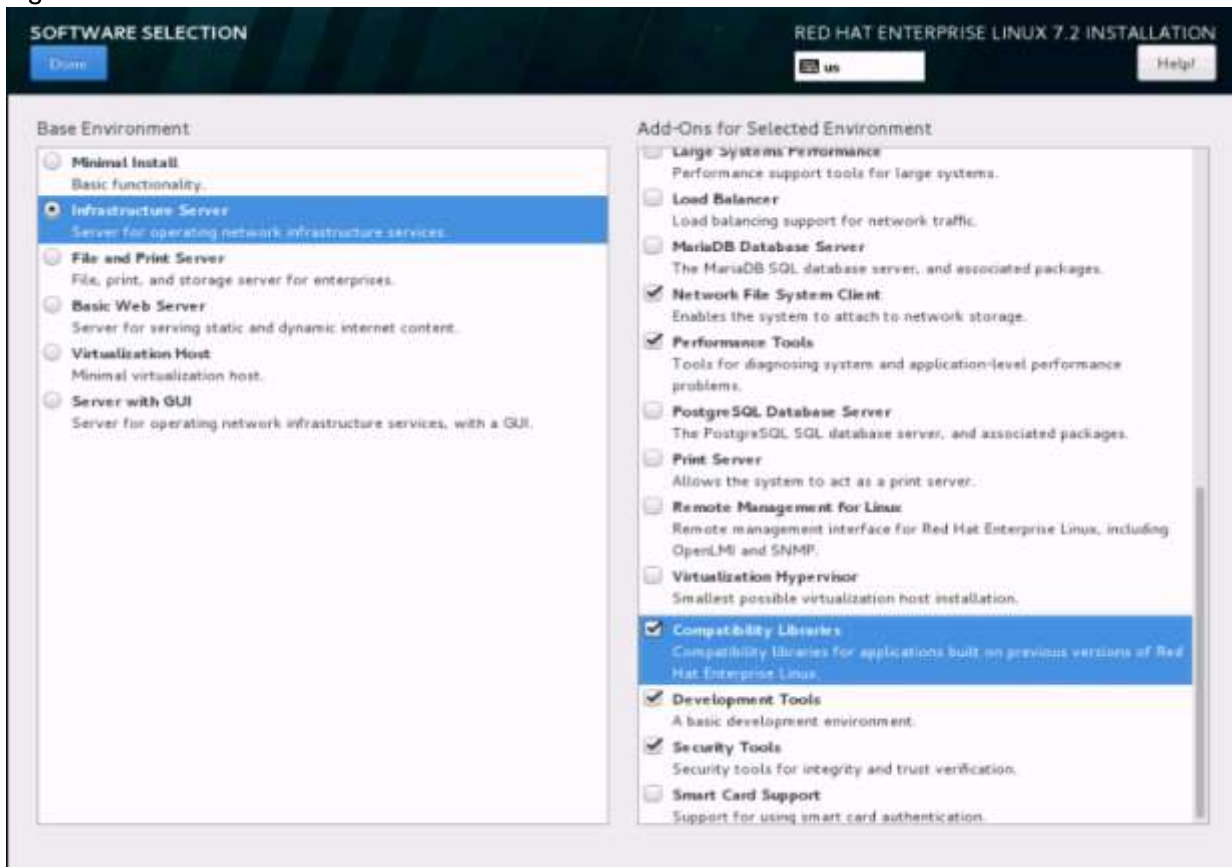 SOFTWARE SELECTION
Done
RED HAT ENTERPRISE LINUX 7.2 INSTALLATION
us
Help!
Base Environment
Minimal Install
Basic functionality.
Infrastructure Server
Server for operating network infrastructure services.
File and Print Server
File, print, and storage server for enterprises.
Basic Web Server
Server for serving static and dynamic internet content.
Virtualization Host
Minimal virtualization host.
Server with GUI
Server for operating network infrastructure services, with a GUI.
Add-Ons for Selected Environment
Large Systems Performance
Performance support tools for large systems.
Load Balancer
Load balancing support for network traffic.
MariaDB Database Server
The MariaDB SQL database server, and associated packages.
Network File System Client
Enables the system to attach to network storage.
Performance Tools
Tools for diagnosing system and application-level performance
problems.
PostgreSQL Database Server
The PostgreSQL SQL database server, and associated packages.
Print Server
Allows the system to act as a print server.
Remote Management for Linux
Remote management interface for Red Hat Enterprise Linux, including
OpenLMI and SNMP.
Virtualization Hypervisor
Smallest possible virtualization host installation.
Compatibility Libraries
Compatibility libraries for applications built on previous versions of Red
Hat Enterprise Linux.
Development Tools
A basic development environment.
Security Tools
Security tools for integrity and trust verification.
Smart Card Support
Support for using smart card authentication.